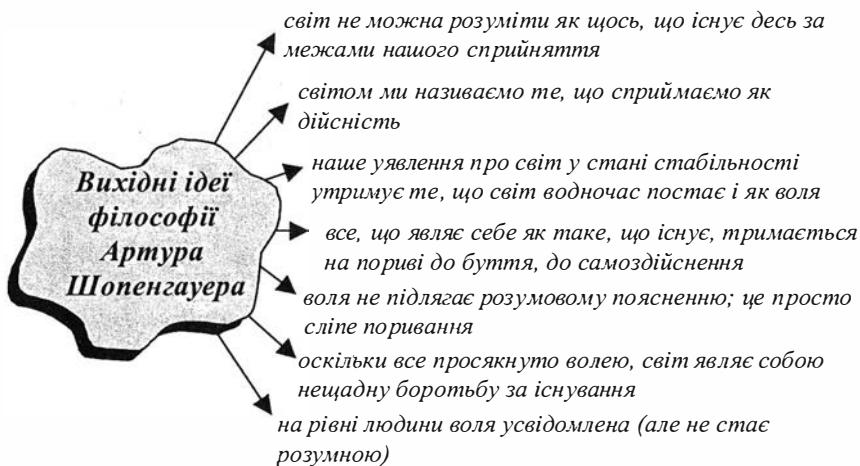 світ не можна розуміти як щось, що існує десь за
межами нашого сприйняття
світом ми називаємо те, що сприймаємо як
дійсність
наше уявлення про світ у стані стабільності
утримує те, що світ водночас постає і як воля
Вихідні ідеї
філософії
Артура
Шопенгауера
все, що являє себе як таке, що існує, тримається
на пориві до буття, до самоздійснення
воля не підлягає розумовому поясненню; це просто
сліпе поривання
оскільки все просякнуто волею, світ являє собою
нещадну боротьбу за існування
на рівні людини воля усвідомлена (але не стає
розумною)